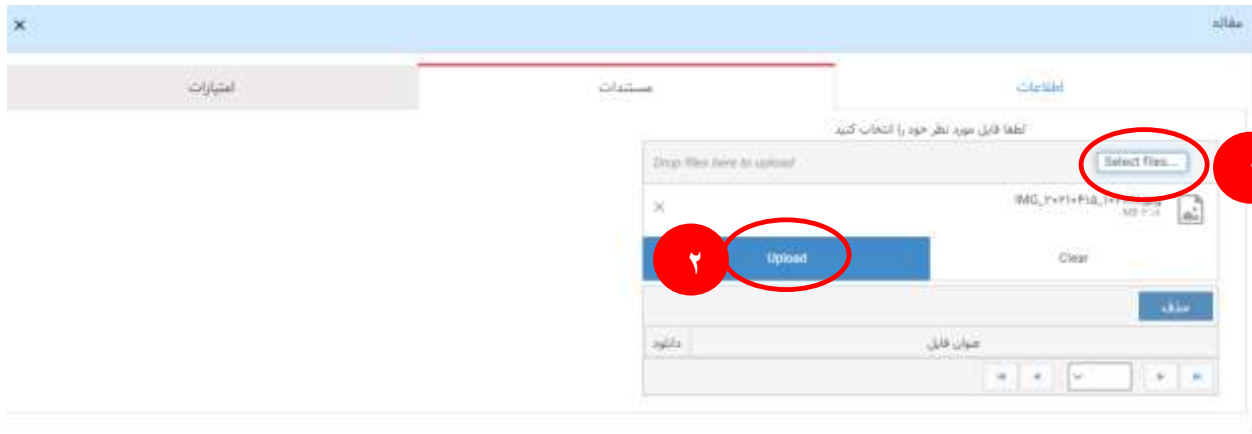 مقاله
اطلاعات
مستندات
امتیازات
لطفا فایل مورد نظر خود را انتخاب کنید
Select files...
Drop files here to upload
Upload
۲
Clear
حذف
عنوان فایل
دانلود